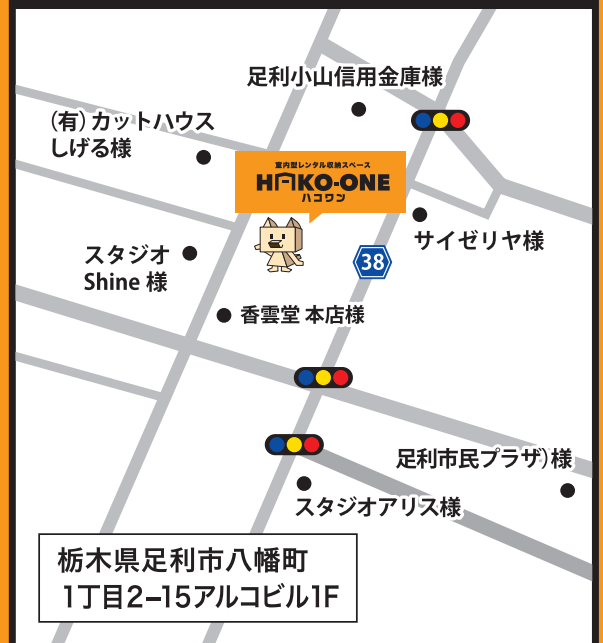 足利小山信用金庫様
(有)カットハウス
しげる様
室内型レンタル収納スペース
HAKO-ONE
ハコワン
サイゼリヤ様
スタジオ
Shine 様
38
香雲堂 本店様
足利市民プラザ)様
スタジオアリス様
栃木県足利市八幡町
1丁目2-15アルコビル1F